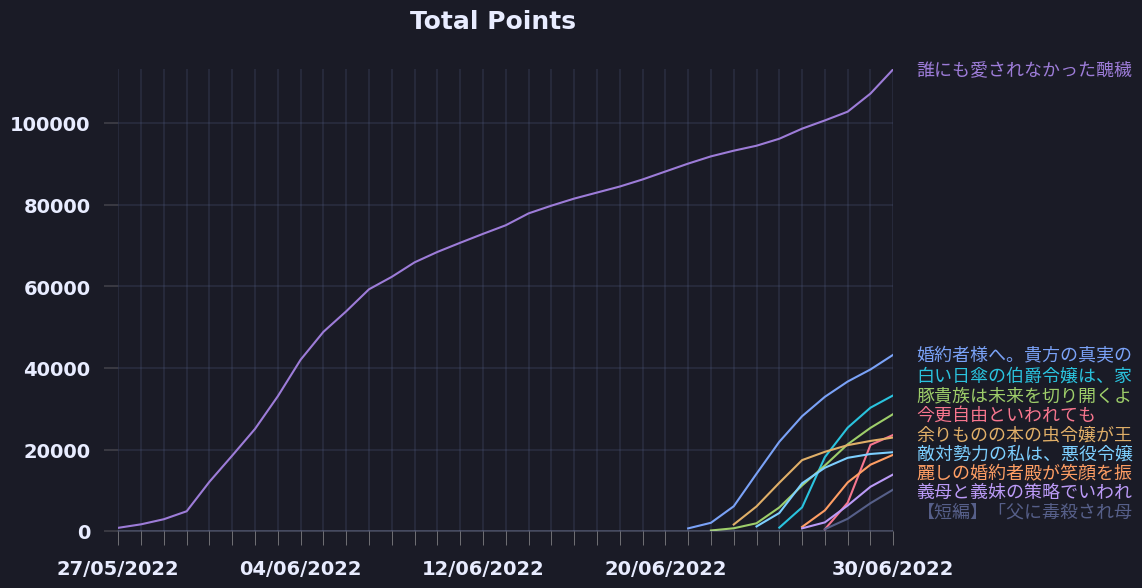 Total Points
誰にも愛されなかった醜穢
100000
80000
60000
40000
婚約者様へ。貴方の真実の
白い日傘の伯爵令嬢は、家
豚貴族は未来を切り開くよ
今更自由といわれても
20000
余りものの本の虫令嬢が王
敵対勢力の私は、悪役令嬢
麗しの婚約者殿が笑顔を振
義母と義妹の策略でいわれ
【短編】「父に毒殺され母
0
27/05/2022
04/06/2022
12/06/2022
20/06/2022
30/06/2022